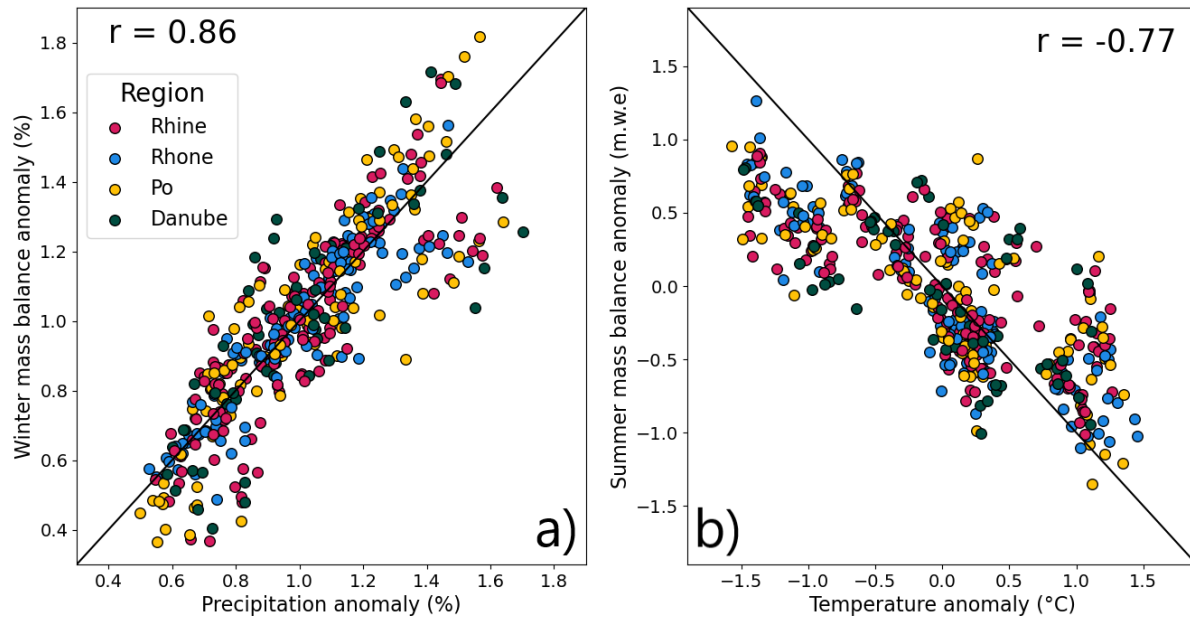 r = 0.86
Region
Rhine
Rhone
Po
Danube
a)
Winter mass balance anomaly (%)
1.8
1.6
1.4
1.2
1.0
0.8
0.6
0.4
0.4 0.6 0.8 1.0 1.2 1.4 1.6 1.8
Precipitation anomaly (%)
r = -0.77
b)
Summer mass balance anomaly (m.w.e)
1.5
1.0
0.5
0.0
−0.5
−1.0
−1.5
−1.5 −1.0 −0.5 0.0 0.5 1.0 1.5
Temperature anomaly (°C)